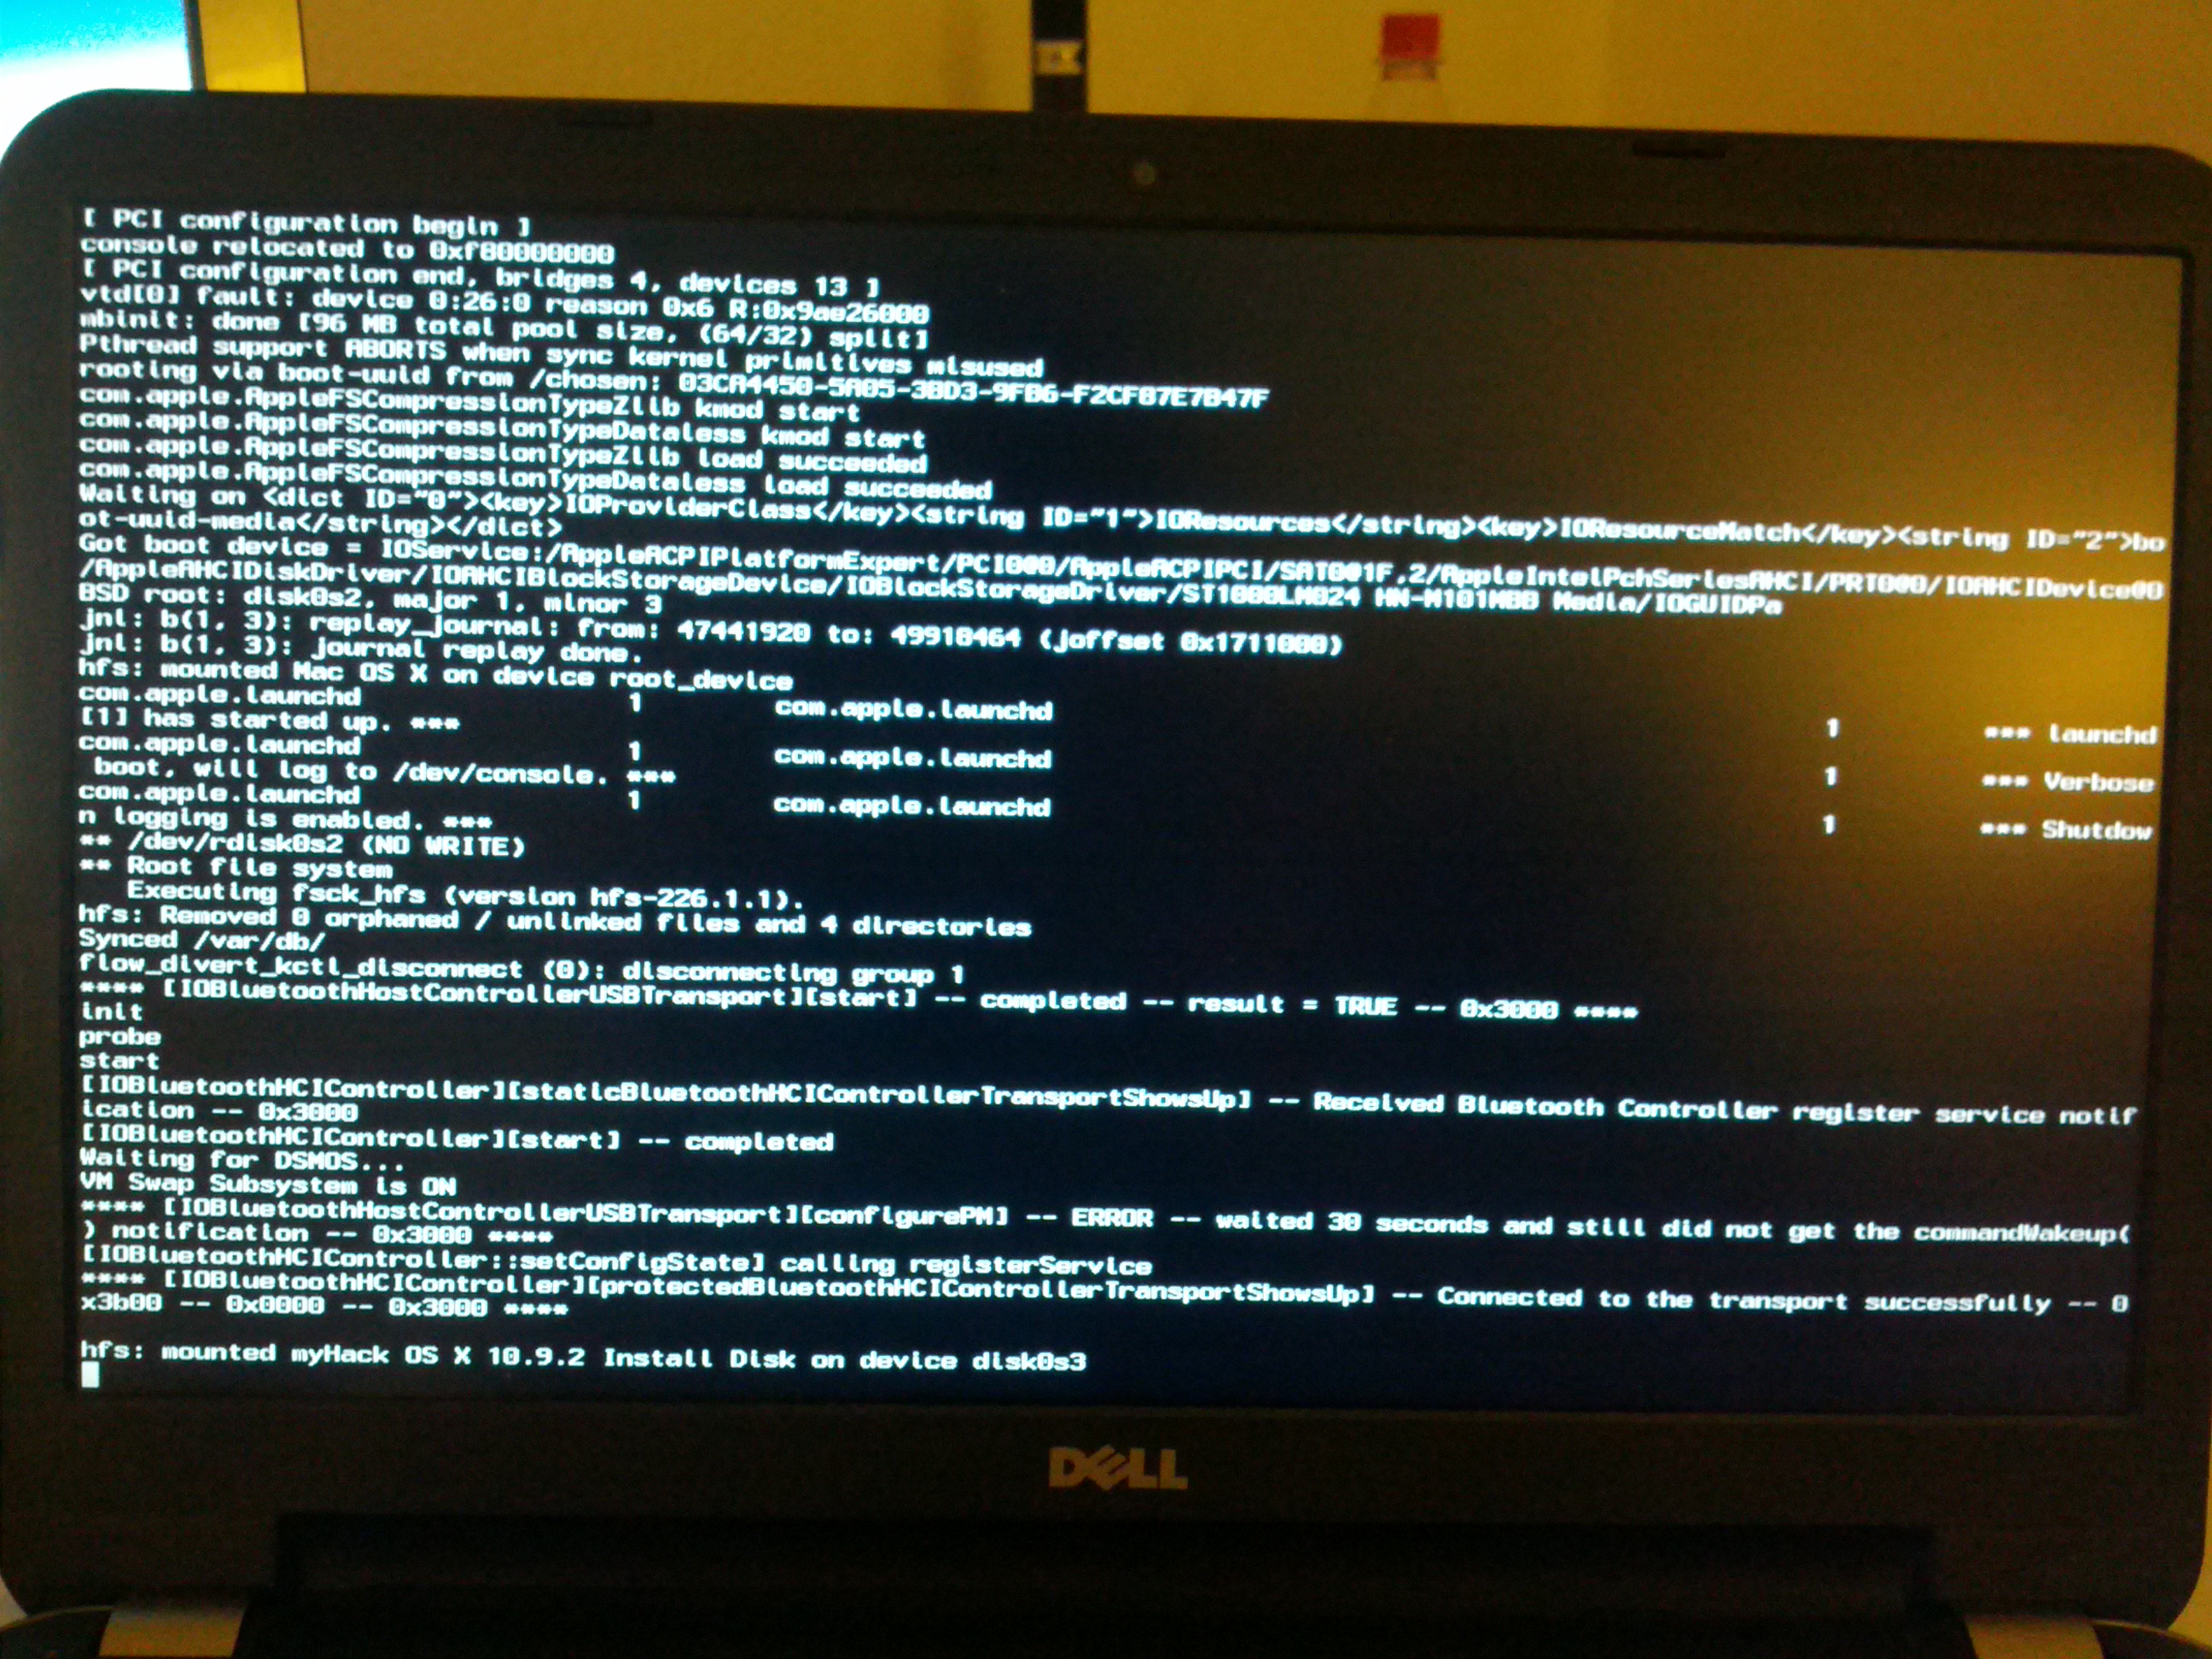 [ PCI configuration begin ]
console relocated to 0xf80000000
[ PCI configuration end, bridges 4, devices 13 ]
vtd[0] fault: device 0:26:0 reason 0x6 R:0x9ae26000
mbinit: done [96 MB total pool size, (64/32) split]
Pthread support ABORTS when sync kernel primitives misused
rooting via boot-uuid from /chosen: 03CA4450-5A05-3BD3-9FB6-F2CF87E7B47F
com.apple.AppleFSCompressionTypeZlib kmod start
com.apple.AppleFSCompressionTypeDataless kmod start
com.apple.AppleFSCompressionTypeZlib load succeeded
com.apple.AppleFSCompressionTypeDataless load succeeded
Waiting on <dict ID="0"><key>IOProviderClass</key><string ID="1">IOResources</string><key>IOResourceMatch</key><string ID="2">bo
ot-uuid-media</string></dict>
Got boot device = IOService:/AppleACPIPlatformExpert/PCI0@0/AppleACPIPCI/SAT0@1F,2/AppleIntelPchSeriesAHCI/PRT0@0/IOAHCIDevice@0
/AppleAHCIDiskDriver/IOAHCIBlockStorageDevice/IOBlockStorageDriver/ST1000LM024 HN-M101MBB Media/IOGUIDPa
BSD root: disk0s2, major 1, minor 3
jnl: b(1, 3): replay_journal: from: 47441920 to: 49918464 (joffset 0x1711000)
jnl: b(1, 3): journal replay done.
hfs: mounted Mac OS X on device root_device
com.apple.launchd 1 com.apple.launchd 1 *** launchd
[1] has started up. ***
com.apple.launchd 1 com.apple.launchd 1 *** Verbose
boot, will log to /dev/console. ***
com.apple.launchd 1 com.apple.launchd 1 *** Shutdow
n logging is enabled. ***
** /dev/rdisk0s2 (NO WRITE)
** Root file system
Executing fsck_hfs (version hfs-226.1.1).
hfs: Removed 0 orphaned / unlinked files and 4 directories
Synced /var/db/
flow_divert_kctl_disconnect (0): disconnecting group 1
**** [IOBluetoothHostControllerUSBTransport][start] -- completed -- result = TRUE -- 0x3000 ****
init
probe
start
[IOBluetoothHCIController][staticBluetoothHCIControllerTransportShowsUp] -- Received Bluetooth Controller register service notif
ication -- 0x3000
[IOBluetoothHCIController][start] -- completed
Waiting for DSMOS...
VM Swap Subsystem is ON
**** [IOBluetoothHostControllerUSBTransport][configurePM] -- ERROR -- waited 30 seconds and still did not get the commandWakeup(
) notification -- 0x3000 ****
[IOBluetoothHCIController::setConfigState] calling registerService
**** [IOBluetoothHCIController][protectedBluetoothHCIControllerTransportShowsUp] -- Connected to the transport successfully -- 0
x3b00 -- 0x0000 -- 0x3000 ****
hfs: mounted myHack OS X 10.9.2 Install Disk on device disk0s3
DELL